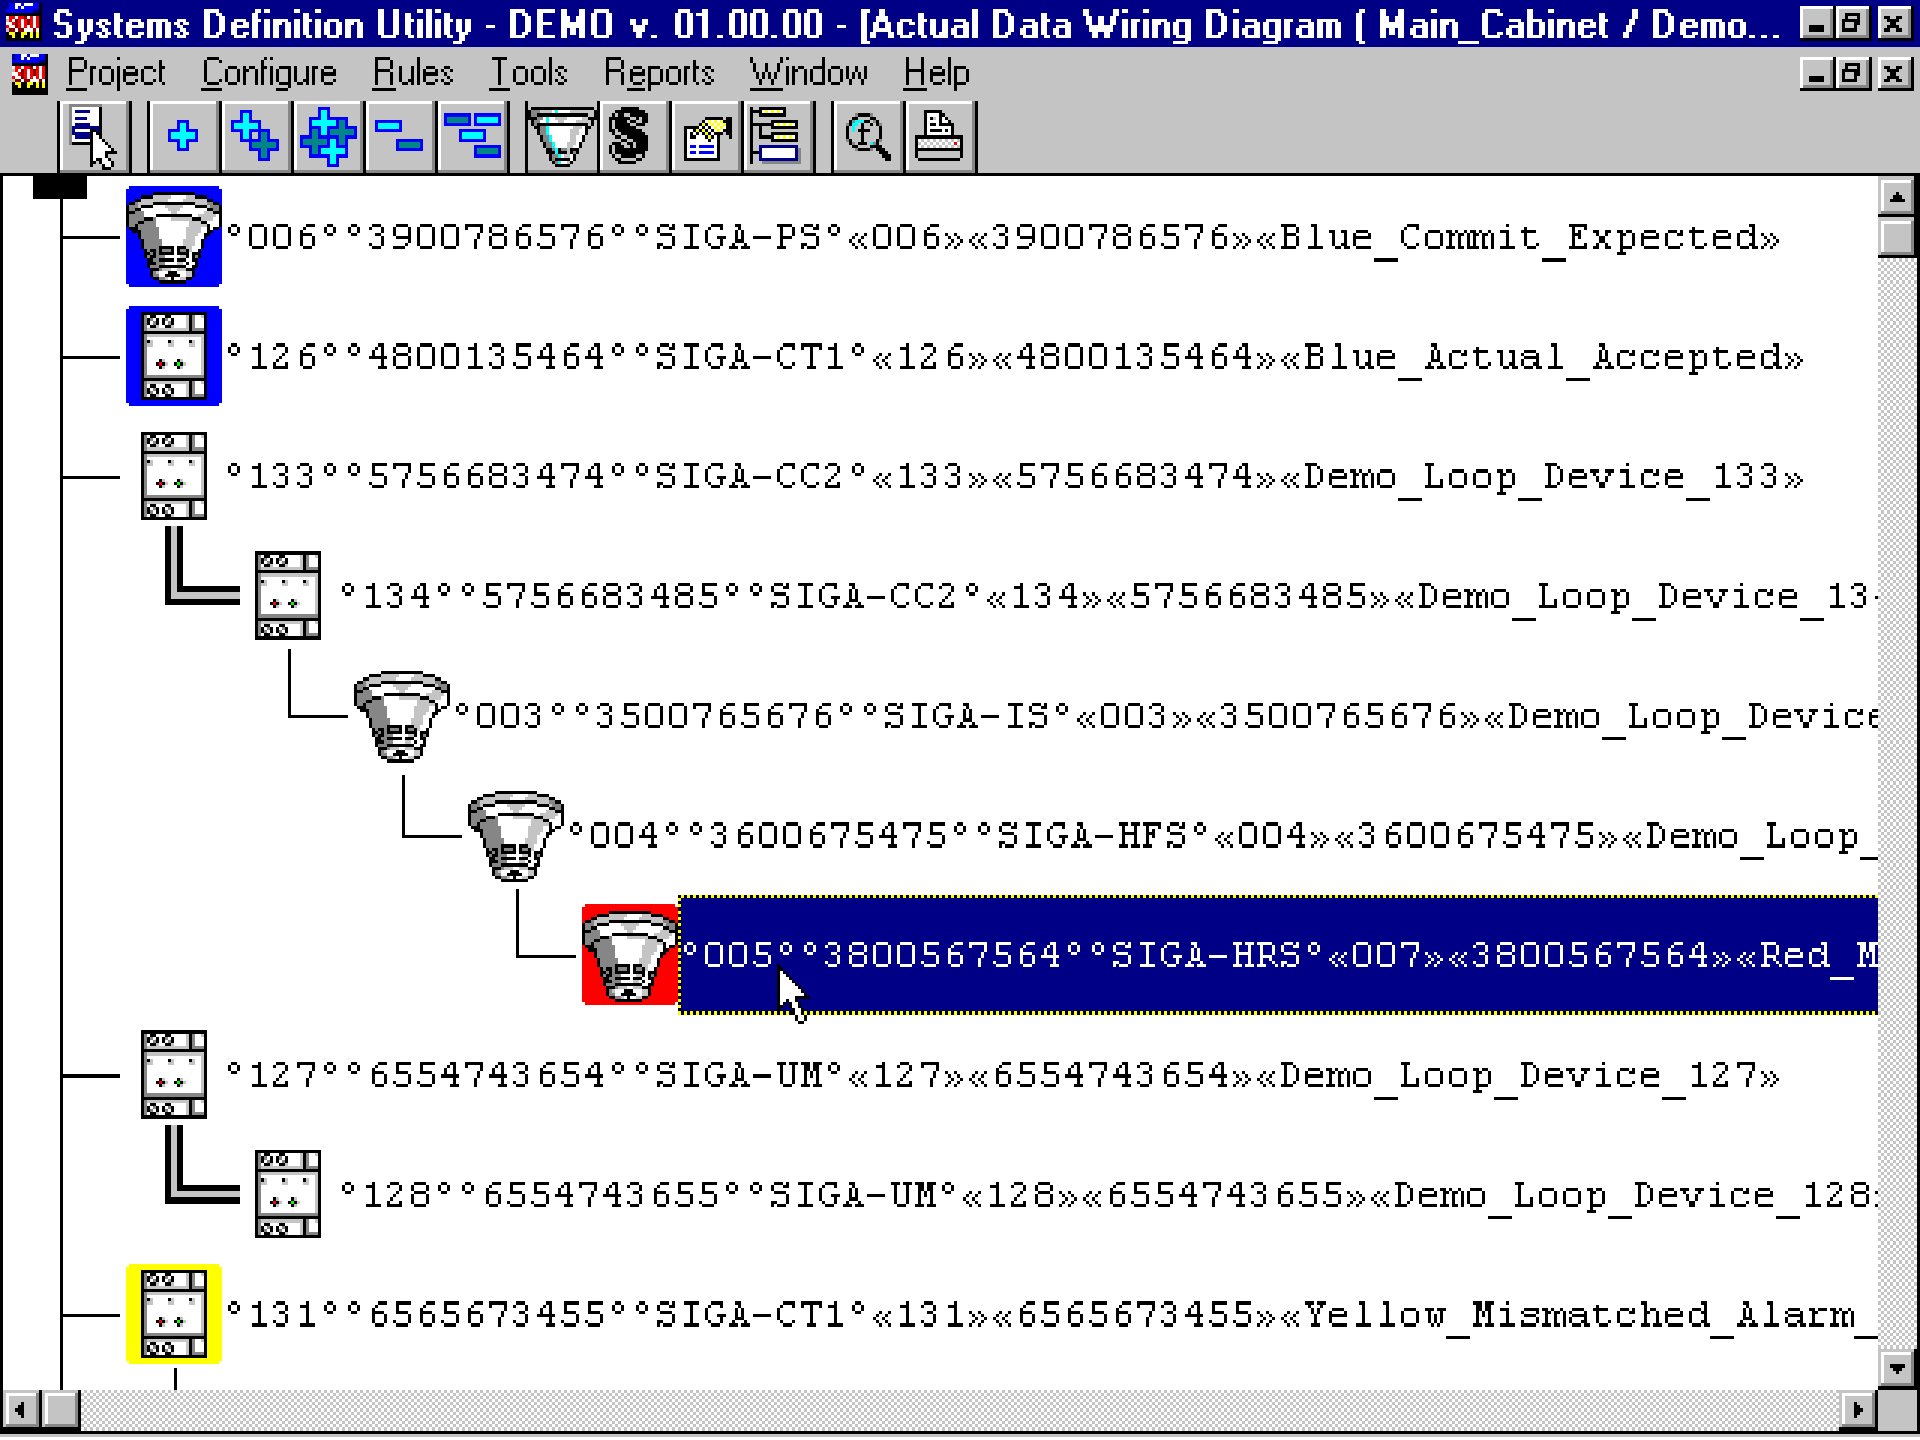 Systems Definition Utility - DEMO v. 01.00.00 - [Actual Data Wiring Diagram ( Main_Cabinet / Demo...
Project Configure Rules Tools Reports Window Help
°006°°3900786576°°SIGA-PS°«006»«3900786576»«Blue_Commit_Expected»
°126°°4800135464°°SIGA-CT1°«126»«4800135464»«Blue_Actual_Accepted»
°133°°5756683474°°SIGA-CC2°«133»«5756683474»«Demo_Loop_Device_133»
°134°°5756683485°°SIGA-CC2°«134»«5756683485»«Demo_Loop_Device_13
°003°°3500765676°°SIGA-IS°«003»«3500765676»«Demo_Loop_Device
°004°°3600675475°°SIGA-HFS°«004»«3600675475»«Demo_Loop_
°005°°3800567564°°SIGA-HRS°«007»«3800567564»«Red_M
°127°°6554743654°°SIGA-UM°«127»«6554743654»«Demo_Loop_Device_127»
°128°°6554743655°°SIGA-UM°«128»«6554743655»«Demo_Loop_Device_128
°131°°6565673455°°SIGA-CT1°«131»«6565673455»«Yellow_Mismatched_Alarm_